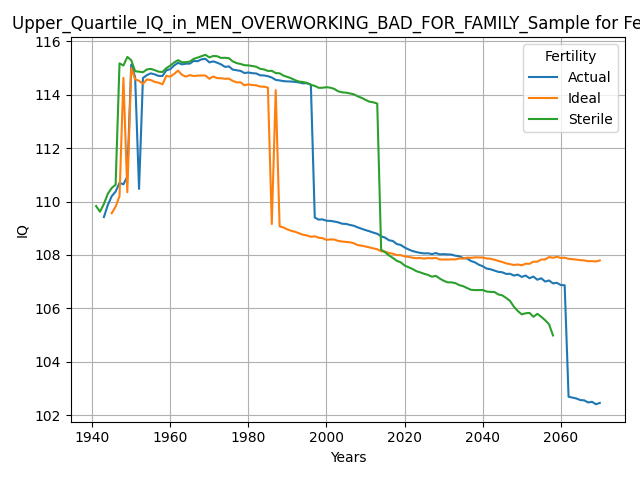 Upper_Quartile_IQ_in_MEN_OVERWORKING_BAD_FOR_FAMILY_Sample for Fe
116
114
112
110
108
106
104
102
IQ
1940
1960
1980
2000
2020
2040
2060
Years
Fertility
Actual
Ideal
Sterile